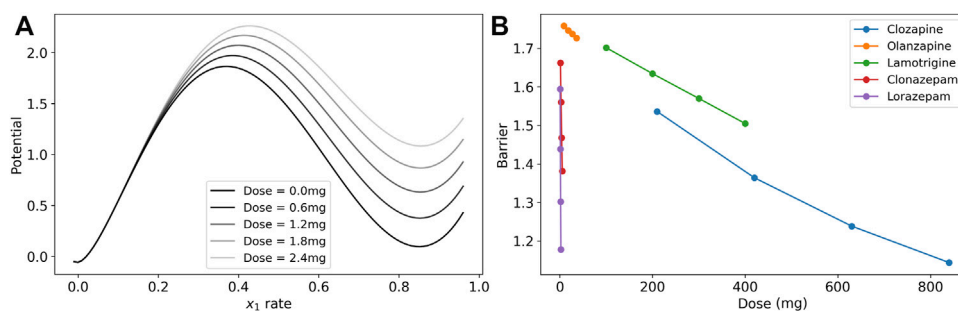 A
Potential
2.0
1.5
1.0
0.5
0.0
Dose = 0.0mg
Dose = 0.6mg
Dose = 1.2mg
Dose = 1.8mg
Dose = 2.4mg
0.0 0.2 0.4 0.6 0.8 1.0
x₁ rate
B
Barrier
1.7
1.6
1.5
1.4
1.3
1.2
Clozapine
Olanzapine
Lamotrigine
Clonazepam
Lorazepam
0 200 400 600 800
Dose (mg)